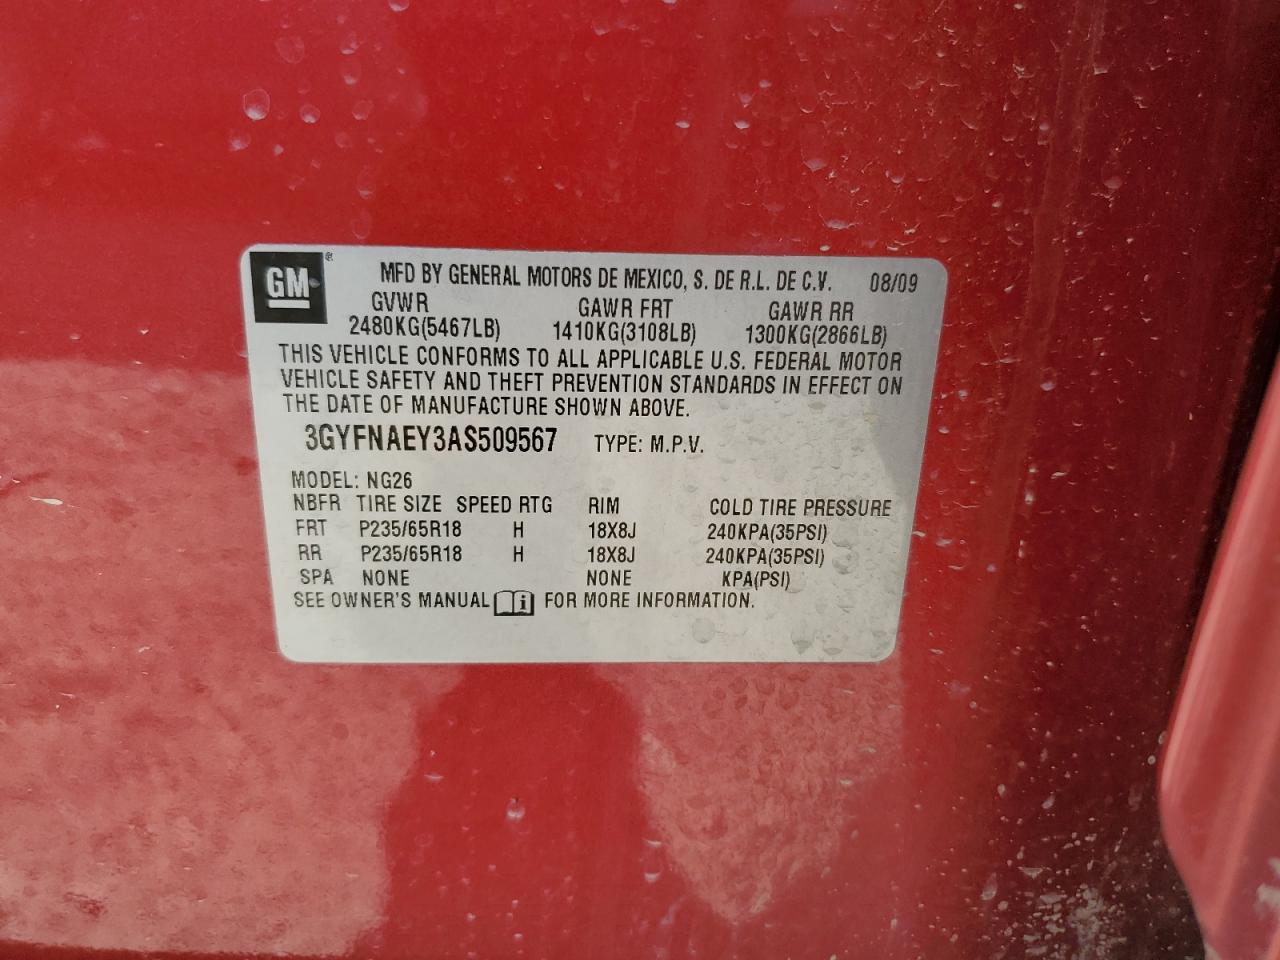 GM ® MFD BY GENERAL MOTORS DE MEXICO, S. DE R.L. DE C.V. 08/09
GVWR GAWR FRT GAWR RR
2480KG(5467LB) 1410KG(3108LB) 1300KG(2866LB)
THIS VEHICLE CONFORMS TO ALL APPLICABLE U.S. FEDERAL MOTOR
VEHICLE SAFETY AND THEFT PREVENTION STANDARDS IN EFFECT ON
THE DATE OF MANUFACTURE SHOWN ABOVE.
3GYFNAEY3AS509567 TYPE: M.P.V.
MODEL: NG26
NBFR TIRE SIZE SPEED RTG RIM COLD TIRE PRESSURE
FRT P235/65R18 H 18X8J 240KPA(35PSI)
RR P235/65R18 H 18X8J 240KPA(35PSI)
SPA NONE NONE KPA(PSI)
SEE OWNER'S MANUAL i FOR MORE INFORMATION.